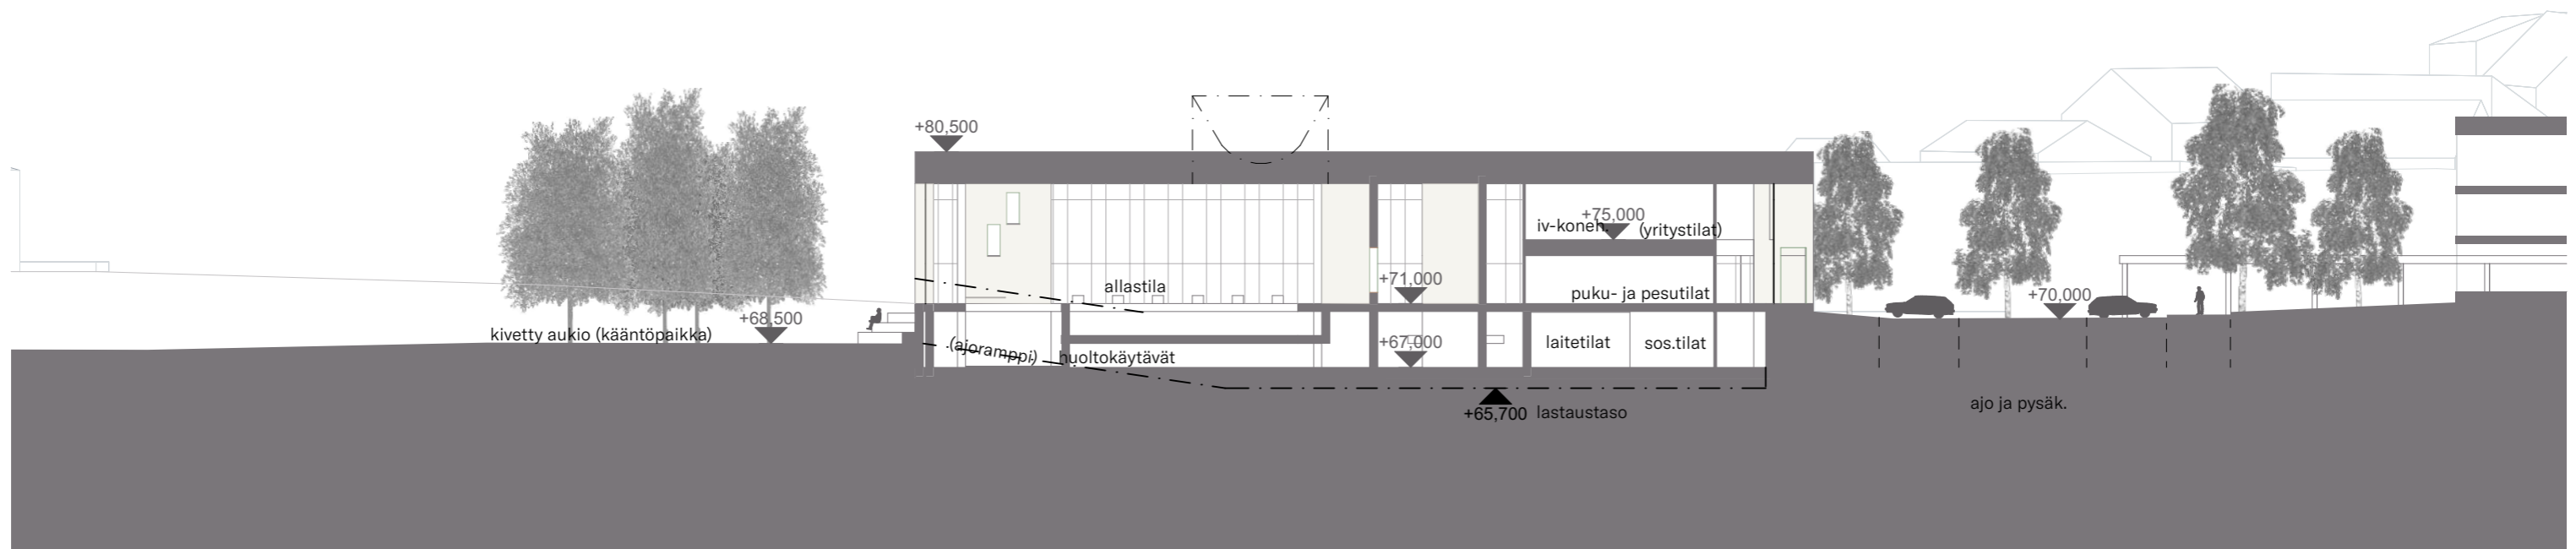 +80,500
+75,000
iv-koneh.
(yritystilat)
+71,000
allastila
puku- ja pesutilat
+70,000
+68,500
kivetty aukio (kääntöpaikka)
(ajoramppi)
huoltokäytävät
+67,000
laitetilat
sos.tilat
+65,700
lastaustaso
ajo ja pysäk.